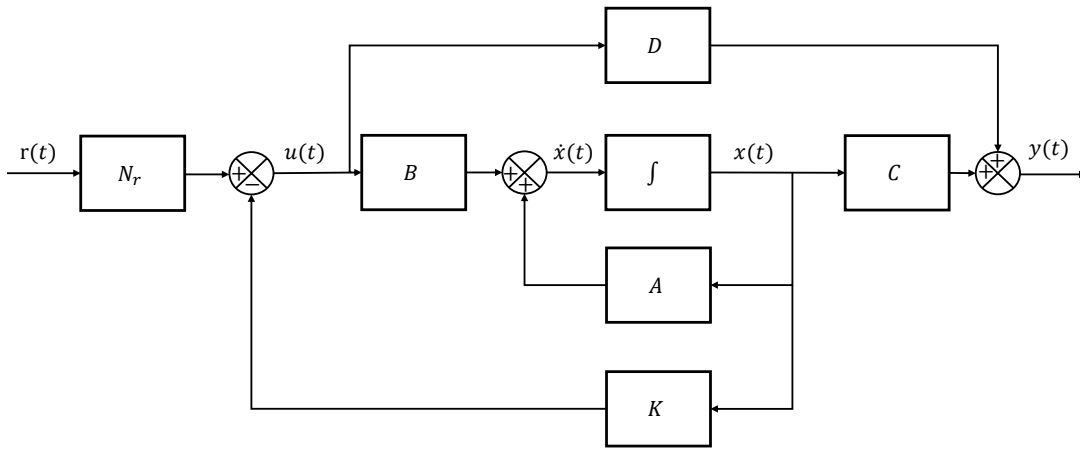 D
r(t) u(t) ẋ(t) x(t) y(t)
N_r + − B + + ∫ C + +
A
K